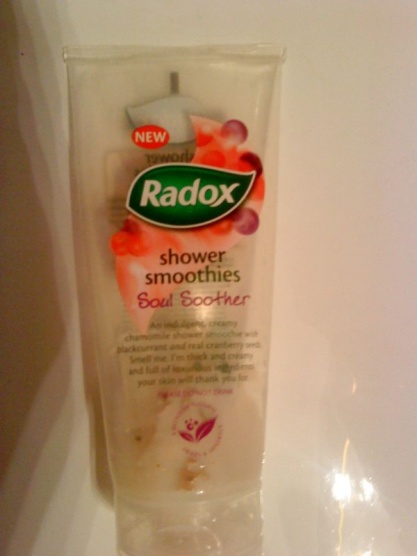 NEW
Radox
shower
smoothies
Soul Soother
An indulgent, creamy
chamomile shower smoothie with
blackcurrant and real cranberry seeds.
Smell me. I'm thick and creamy
and full of luxurious ingredients
your skin will thank you for.